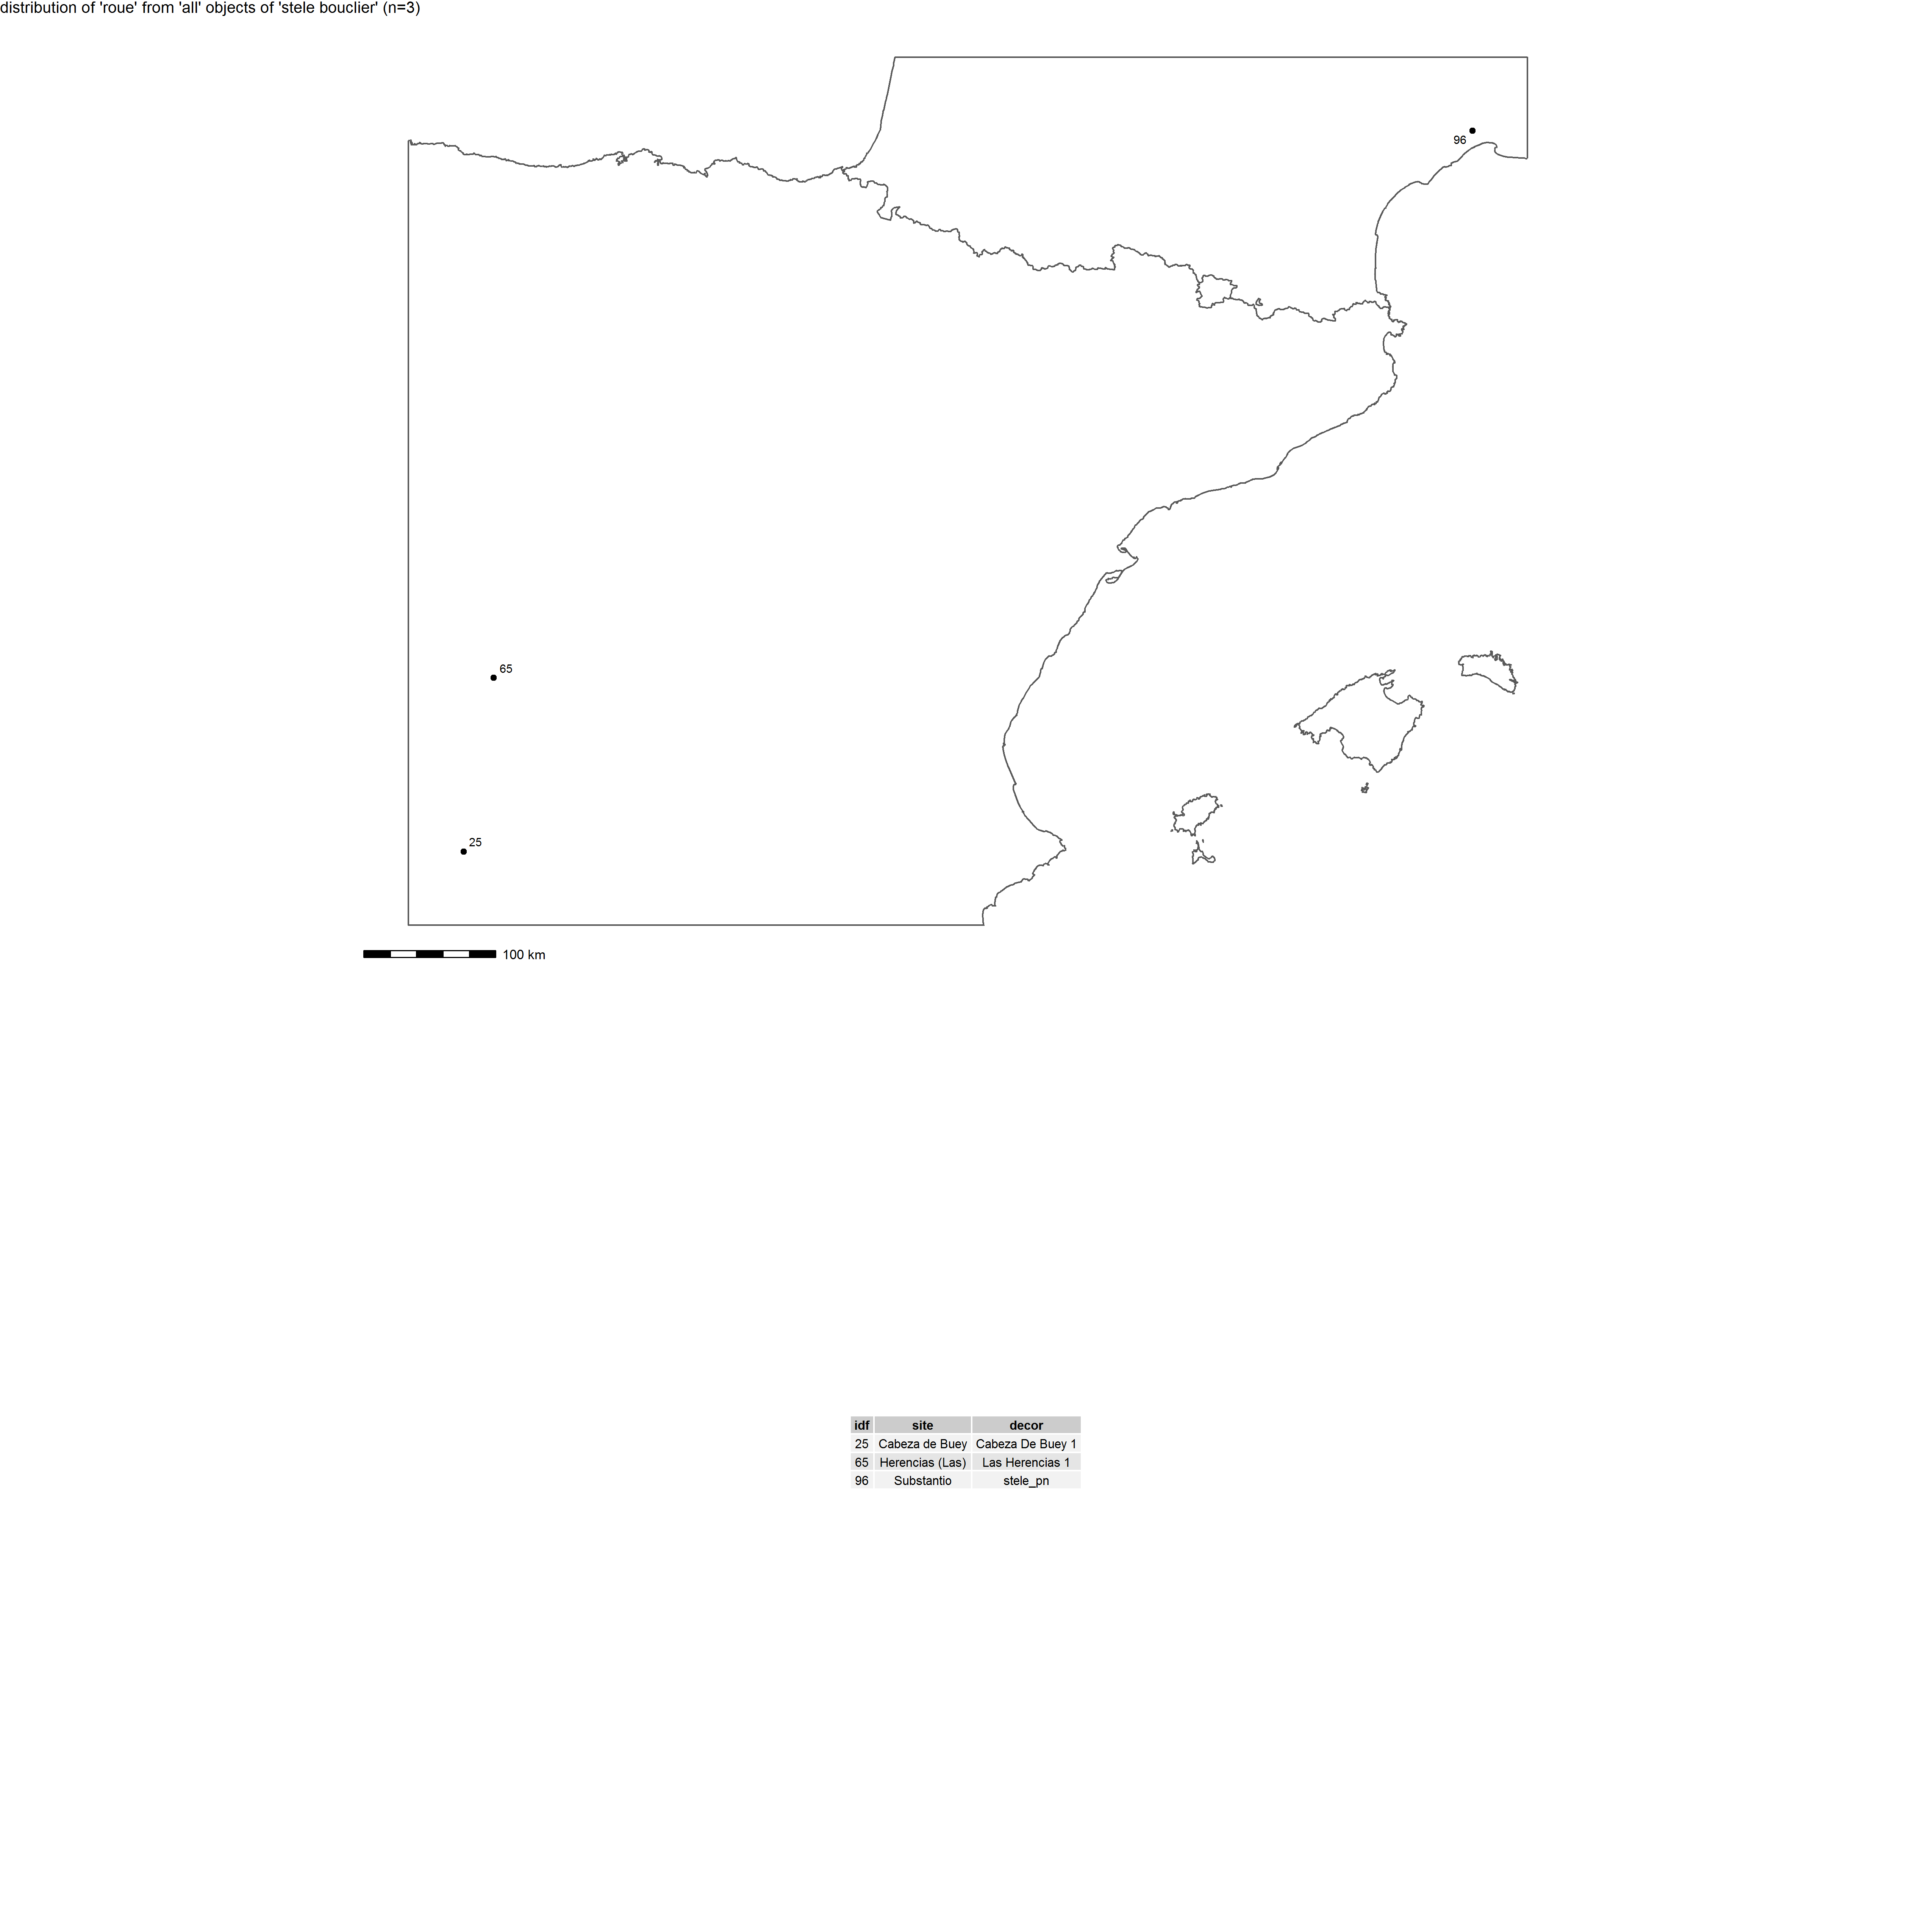 distribution of 'roue' from 'all' objects of 'stele bouclier' (n=3)
96
65
25
100 km
idf site decor
25 Cabeza de Buey Cabeza De Buey 1
65 Herencias (Las) Las Herencias 1
96 Substantio stele_pn